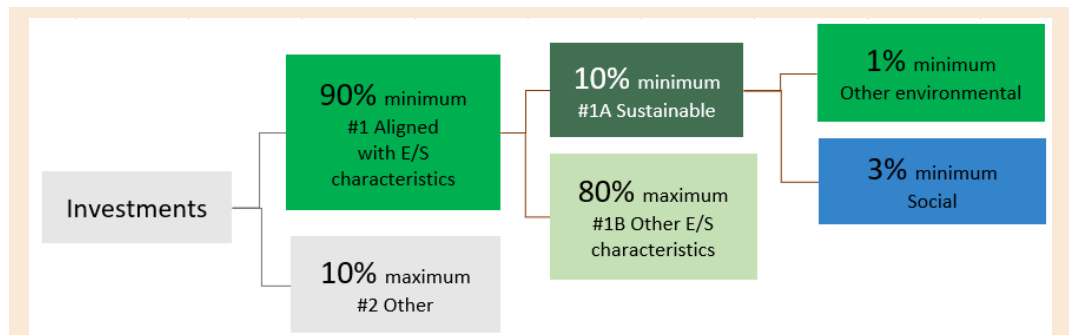 Investments
90% minimum
#1 Aligned
with E/S
characteristics
10% maximum
#2 Other
10% minimum
#1A Sustainable
80% maximum
#1B Other E/S
characteristics
1% minimum
Other environmental
3% minimum
Social